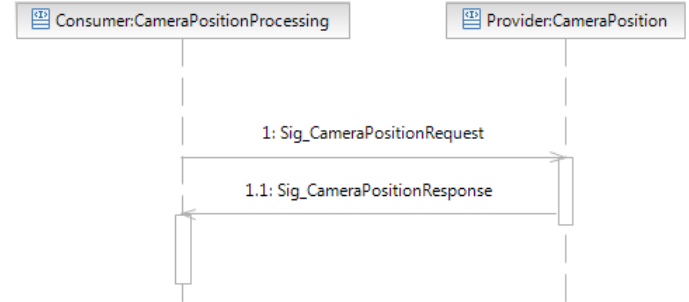 Consumer:CameraPositionProcessing
Provider:CameraPosition
1: Sig_CameraPositionRequest
1.1: Sig_CameraPositionResponse